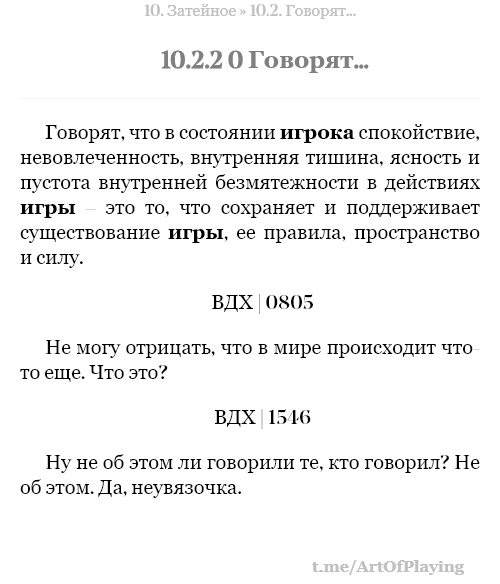 10. Затейное » 10.2. Говорят...
10.2.2 0 Говорят...
Говорят, что в состоянии игрока спокойствие,
невовлеченность, внутренняя тишина, ясность и
пустота внутренней безмятежности в действиях
игры – это то, что сохраняет и поддерживает
существование игры, ее правила, пространство
и силу.
ВДХ | 0805
Не могу отрицать, что в мире происходит что-
то еще. Что это?
ВДХ | 1546
Ну не об этом ли говорили те, кто говорил? Не
об этом. Да, неувязочка.
t.me/ArtOfPlaying